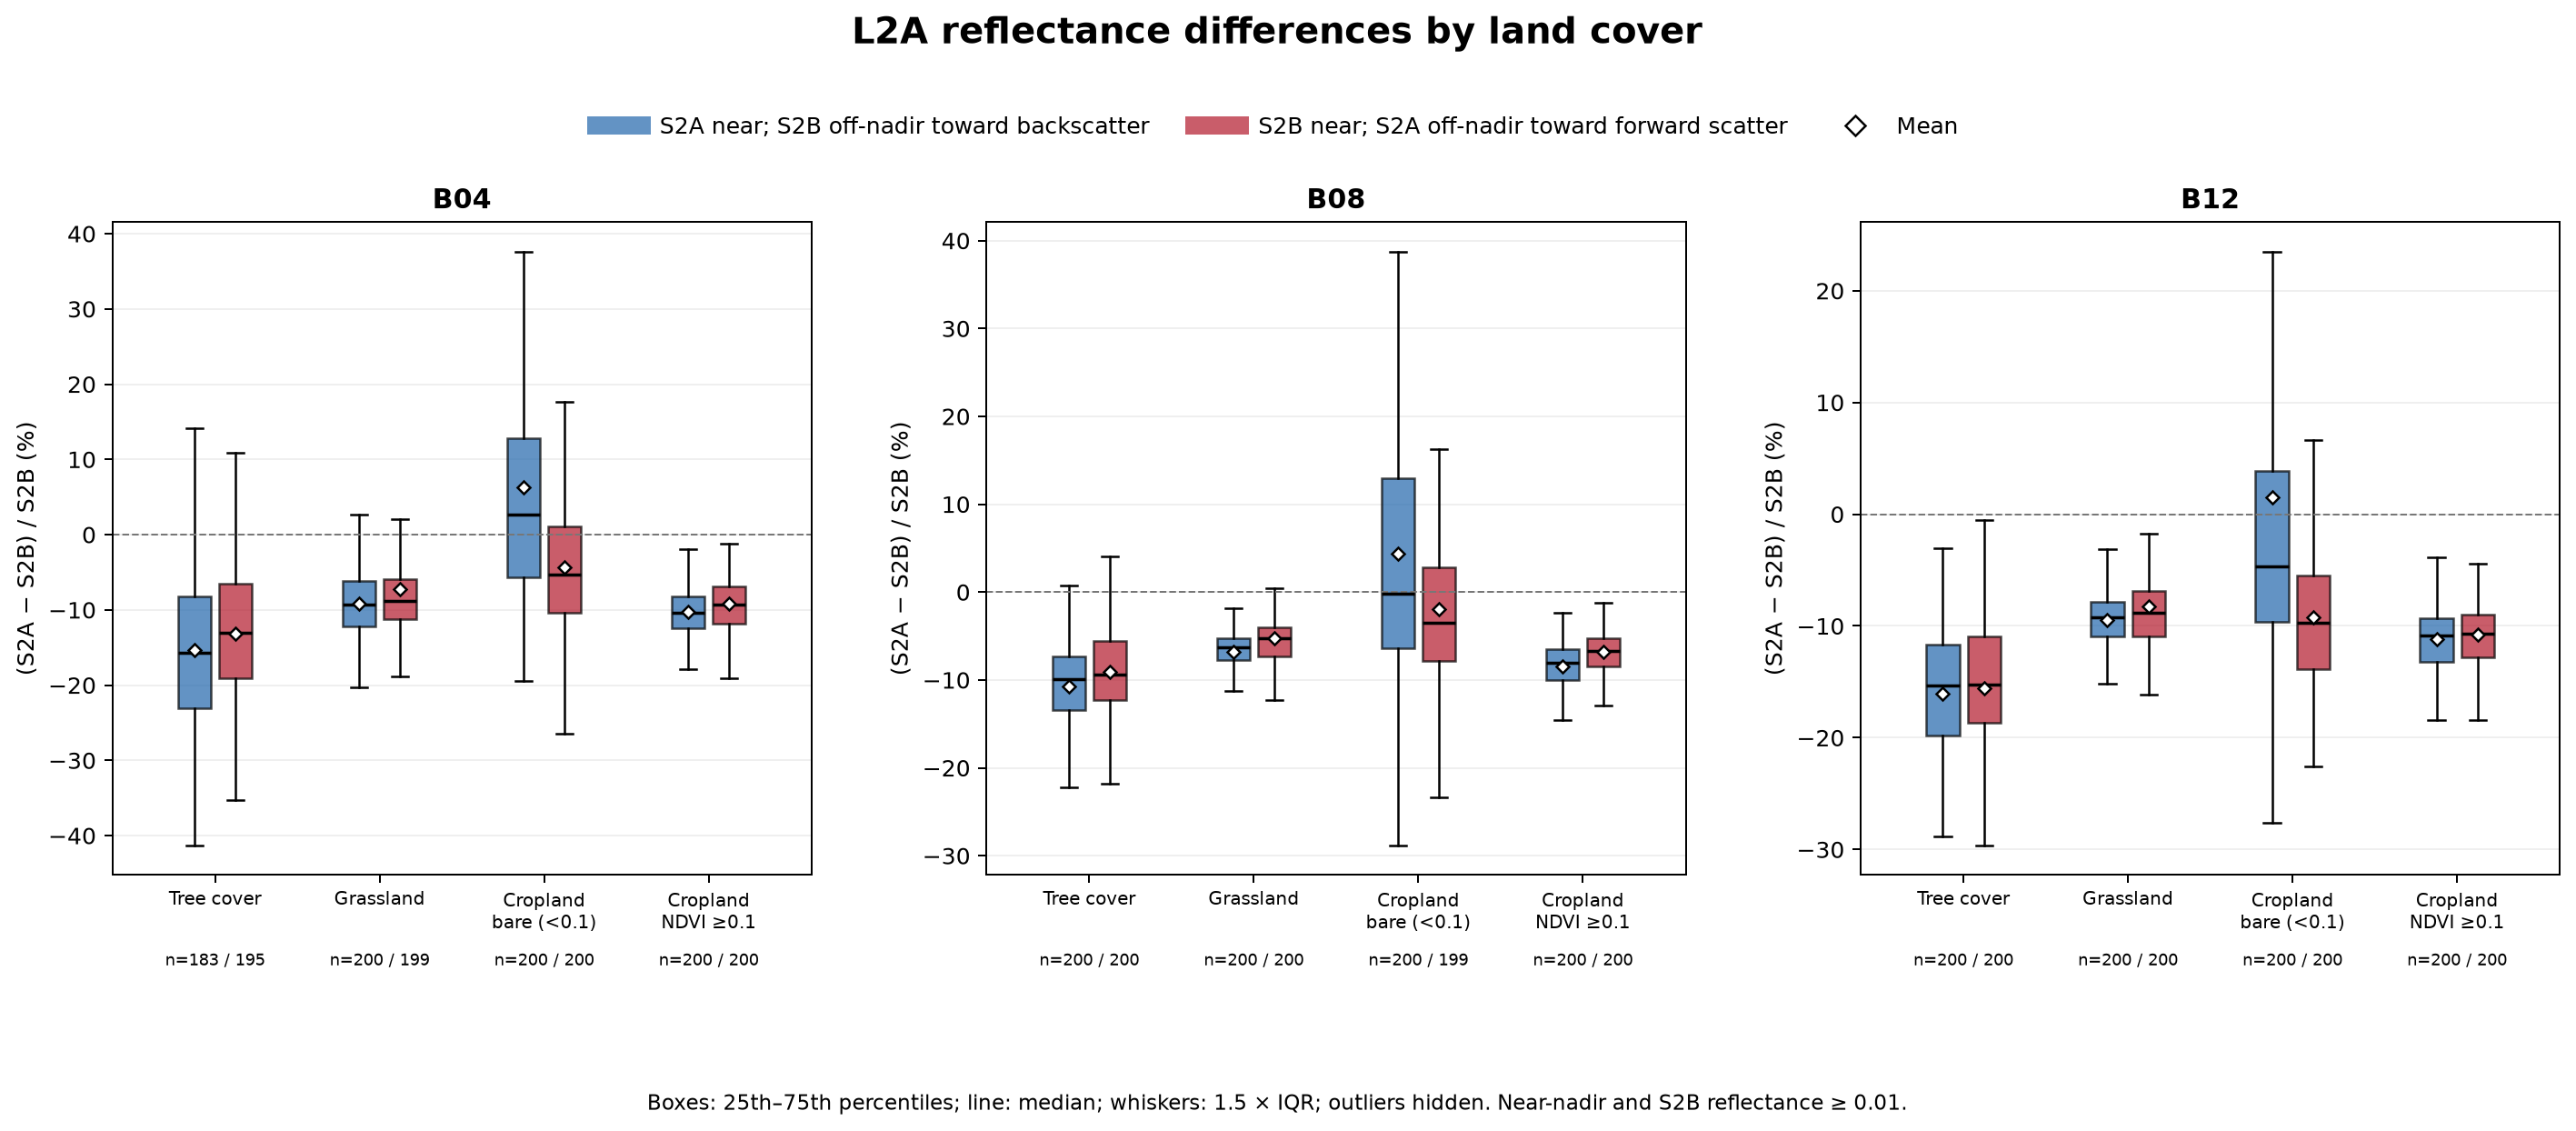 L2A reflectance differences by land cover
S2A near; S2B off-nadir toward backscatter
S2B near; S2A off-nadir toward forward scatter
Mean
B04
(S2A − S2B) / S2B (%)
40
30
20
10
0
−10
−20
−30
−40
Tree cover
Grassland
Cropland
bare (<0.1)
Cropland
NDVI ≥0.1
n=183 / 195
n=200 / 199
n=200 / 200
n=200 / 200
B08
(S2A − S2B) / S2B (%)
40
30
20
10
0
−10
−20
−30
Tree cover
Grassland
Cropland
bare (<0.1)
Cropland
NDVI ≥0.1
n=200 / 200
n=200 / 200
n=200 / 199
n=200 / 200
B12
(S2A − S2B) / S2B (%)
20
10
0
−10
−20
−30
Tree cover
Grassland
Cropland
bare (<0.1)
Cropland
NDVI ≥0.1
n=200 / 200
n=200 / 200
n=200 / 200
n=200 / 200
Boxes: 25th–75th percentiles; line: median; whiskers: 1.5 × IQR; outliers hidden. Near-nadir and S2B reflectance ≥ 0.01.